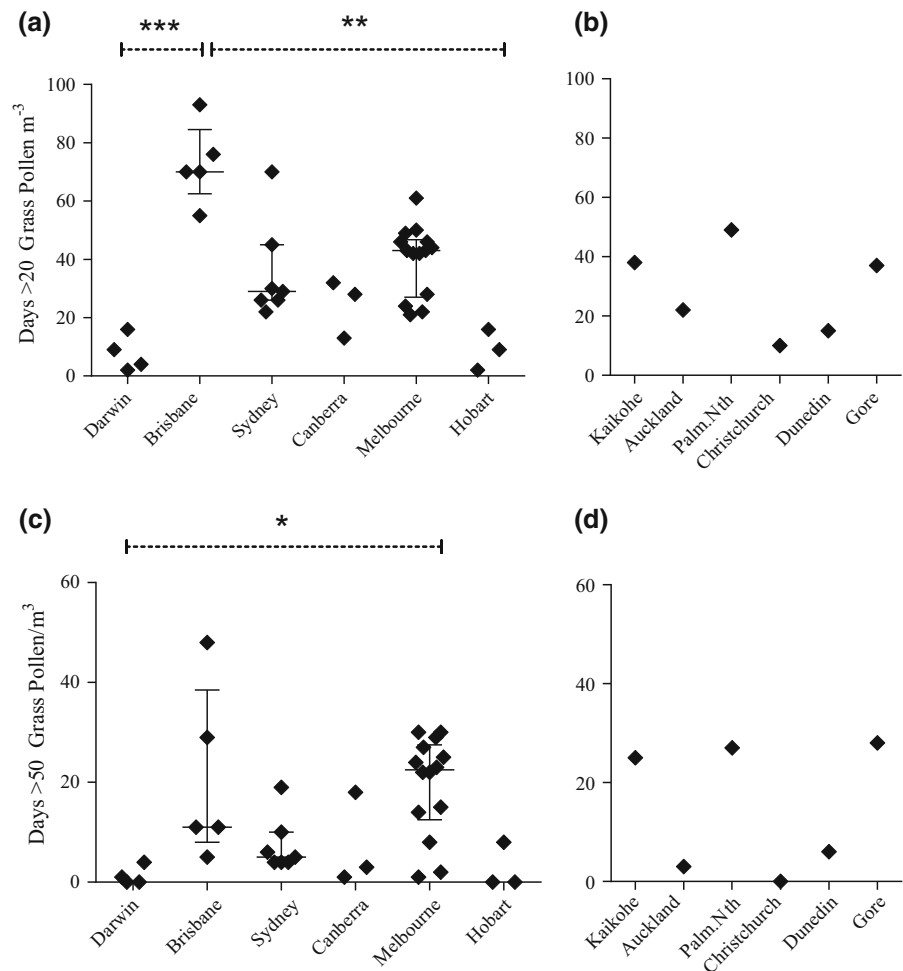 (a)
*** **
Days >20 Grass Pollen m-3
100
80
60
40
20
0
Darwin
Brisbane
Sydney
Canberra
Melbourne
Hobart
(b)
100
80
60
40
20
0
Kaikohe
Auckland
Palm.Nth
Christchurch
Dunedin
Gore
(c)
*
Days >50 Grass Pollen/m3
60
40
20
0
Darwin
Brisbane
Sydney
Canberra
Melbourne
Hobart
(d)
60
40
20
0
Kaikohe
Auckland
Palm.Nth
Christchurch
Dunedin
Gore